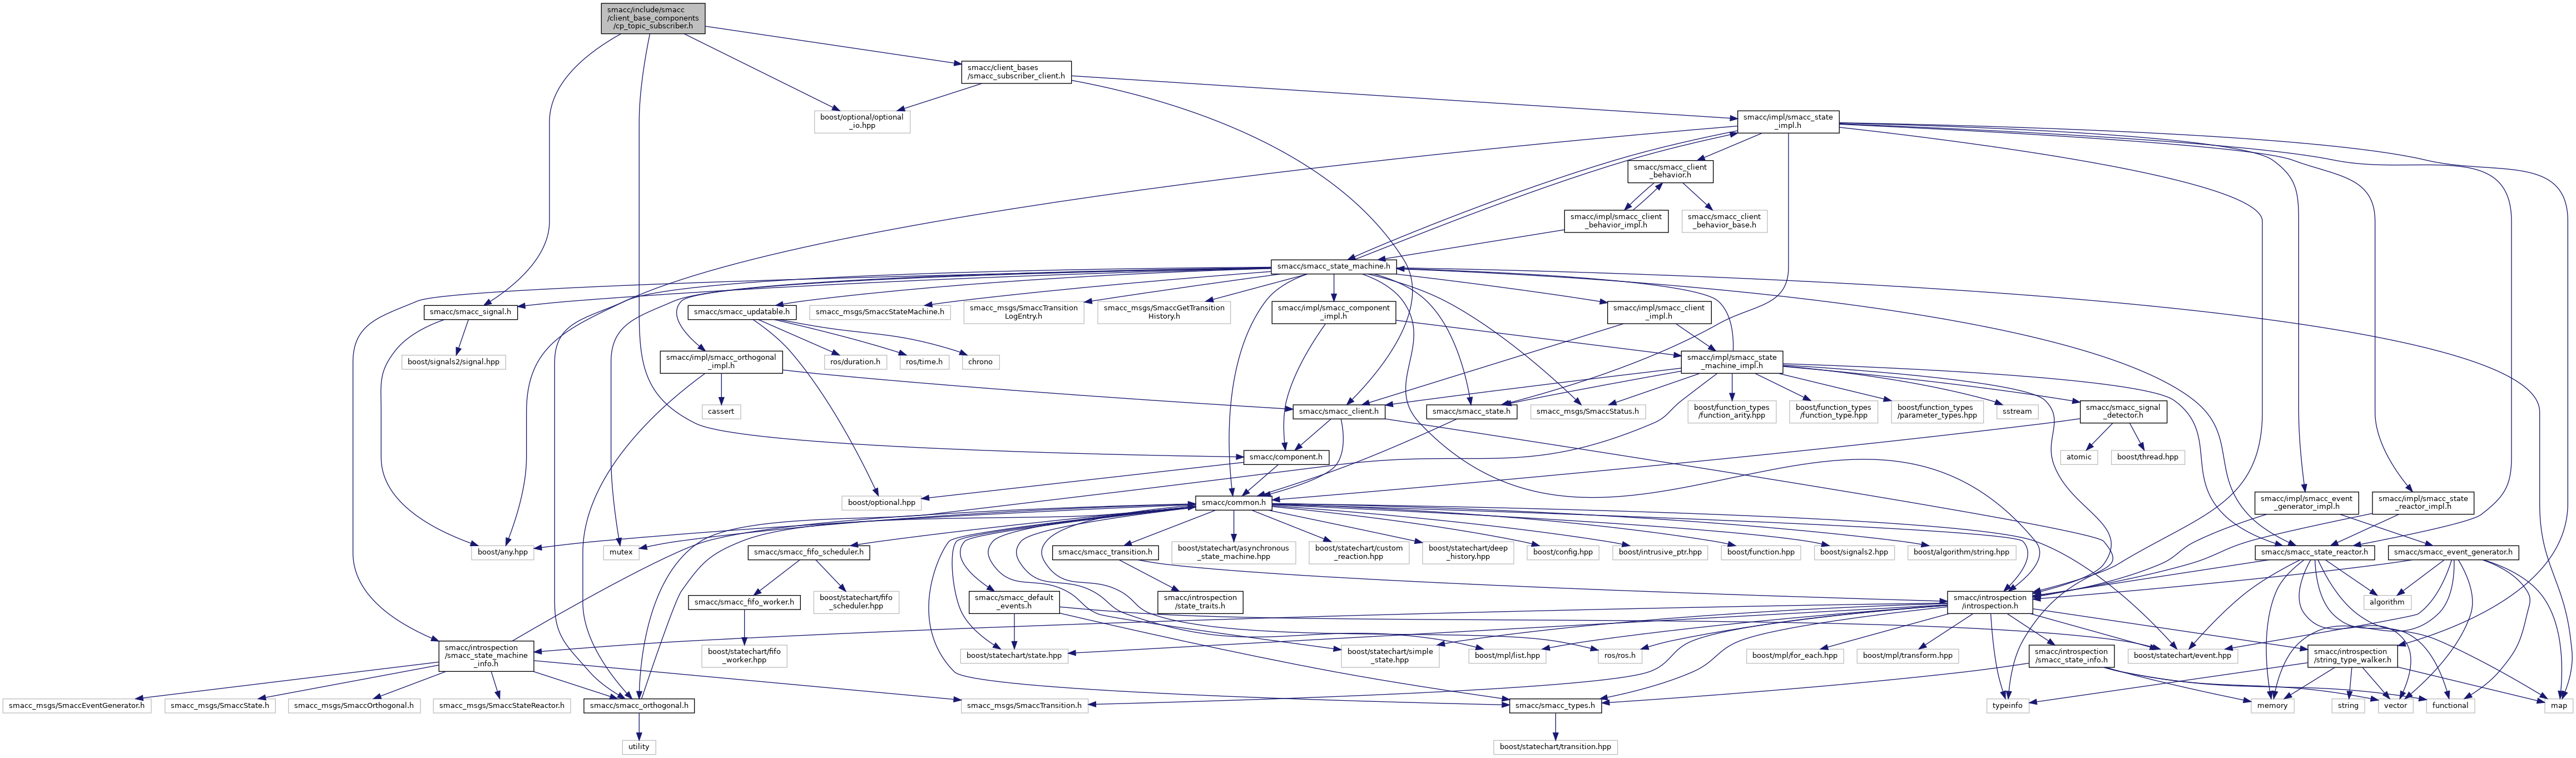 smacc/include/smacc
/client_base_components
/cp_topic_subscriber.h
smacc/client_bases
/smacc_subscriber_client.h
boost/optional/optional
_io.hpp
smacc/impl/smacc_state
_impl.h
smacc/smacc_client
_behavior.h
smacc/impl/smacc_client
_behavior_impl.h
smacc/smacc_client
_behavior_base.h
smacc/smacc_state_machine.h
smacc/smacc_signal.h
smacc/smacc_updatable.h
smacc_msgs/SmaccStateMachine.h
smacc_msgs/SmaccTransition
LogEntry.h
smacc_msgs/SmaccGetTransition
History.h
smacc/impl/smacc_component
_impl.h
smacc/impl/smacc_client
_impl.h
boost/signals2/signal.hpp
smacc/impl/smacc_orthogonal
_impl.h
ros/duration.h
ros/time.h
chrono
smacc/impl/smacc_state
_machine_impl.h
cassert
smacc/smacc_client.h
smacc/smacc_state.h
smacc_msgs/SmaccStatus.h
boost/function_types
/function_arity.hpp
boost/function_types
/function_type.hpp
boost/function_types
/parameter_types.hpp
sstream
smacc/smacc_signal
_detector.h
smacc/component.h
atomic
boost/thread.hpp
boost/optional.hpp
smacc/common.h
smacc/impl/smacc_event
_generator_impl.h
smacc/impl/smacc_state
_reactor_impl.h
boost/any.hpp
mutex
smacc/smacc_fifo_scheduler.h
smacc/smacc_transition.h
boost/statechart/asynchronous
_state_machine.hpp
boost/statechart/custom
_reaction.hpp
boost/statechart/deep
_history.hpp
boost/config.hpp
boost/intrusive_ptr.hpp
boost/function.hpp
boost/signals2.hpp
boost/algorithm/string.hpp
smacc/smacc_state_reactor.h
smacc/smacc_event_generator.h
smacc/smacc_fifo_worker.h
boost/statechart/fifo
_scheduler.hpp
smacc/smacc_default
_events.h
smacc/introspection
/state_traits.h
smacc/introspection
/introspection.h
algorithm
smacc/introspection
/smacc_state_machine
_info.h
boost/statechart/fifo
_worker.hpp
boost/statechart/state.hpp
boost/statechart/simple
_state.hpp
boost/mpl/list.hpp
ros/ros.h
boost/mpl/for_each.hpp
boost/mpl/transform.hpp
smacc/introspection
/smacc_state_info.h
boost/statechart/event.hpp
smacc/introspection
/string_type_walker.h
smacc_msgs/SmaccEventGenerator.h
smacc_msgs/SmaccState.h
smacc_msgs/SmaccOrthogonal.h
smacc_msgs/SmaccStateReactor.h
smacc/smacc_orthogonal.h
smacc_msgs/SmaccTransition.h
smacc/smacc_types.h
typeinfo
memory
string
vector
functional
map
utility
boost/statechart/transition.hpp